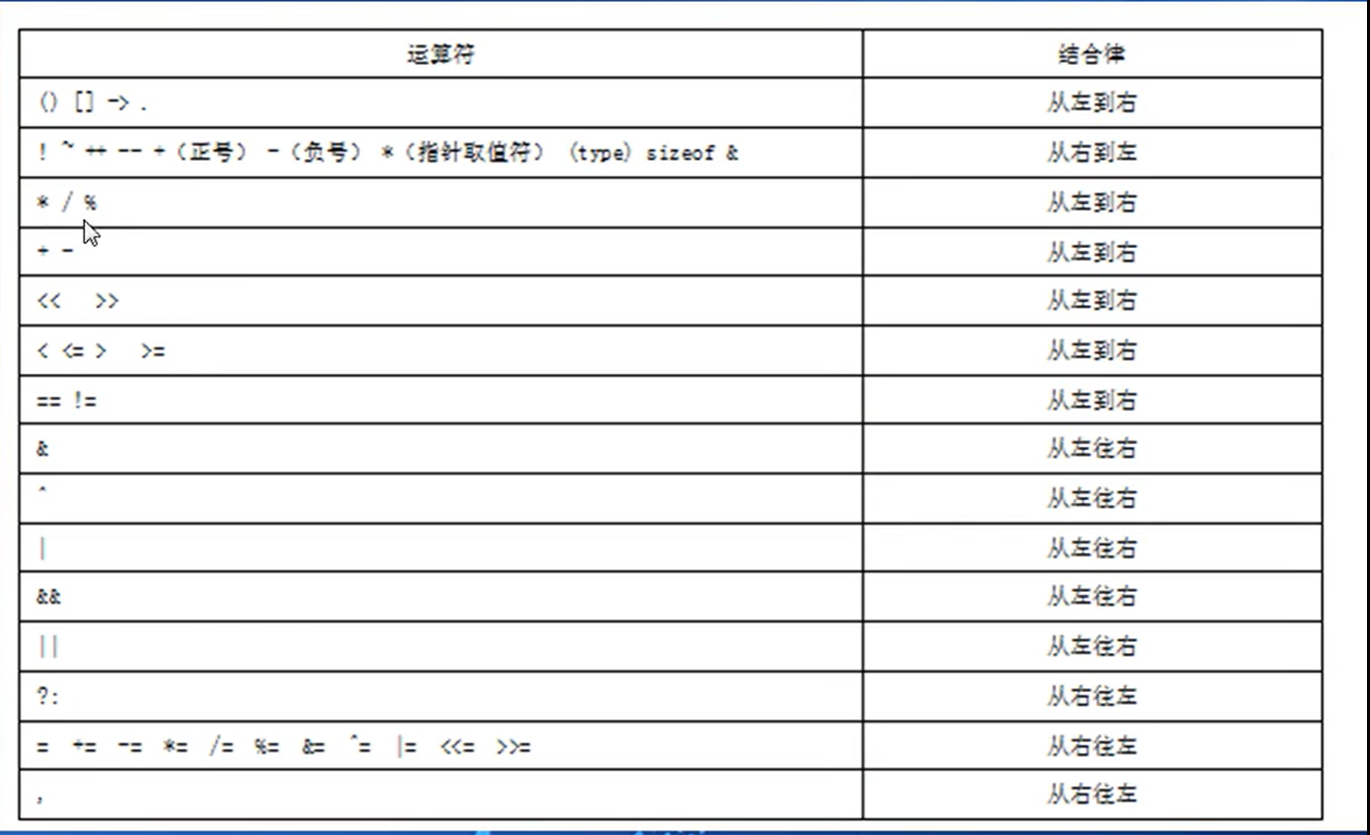 运算符 结合律
() [] -> . 从左到右
! ~ ++ -- +（正号） -（负号） *（指针取值符） (type) sizeof & 从右到左
* / % 从左到右
+ - 从左到右
<< >> 从左到右
< <= > >= 从左到右
== != 从左到右
& 从左往右
^ 从左往右
| 从左往右
&& 从左往右
|| 从左往右
?: 从右往左
= += -= *= /= %= &= ^= |= <<= >>= 从右往左
, 从右往左